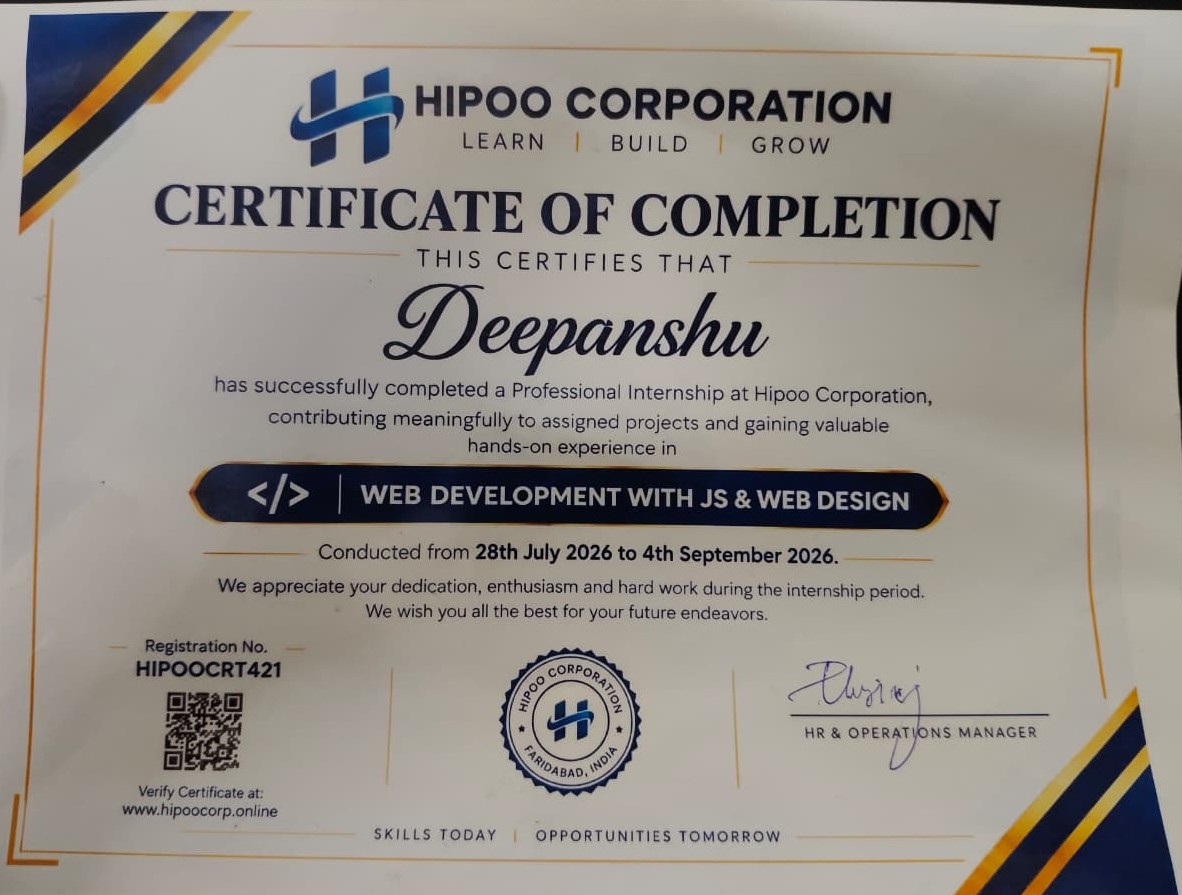 HIPOO CORPORATION
LEARN | BUILD | GROW
CERTIFICATE OF COMPLETION
THIS CERTIFIES THAT
Deepanshu
has successfully completed a Professional Internship at Hipoo Corporation,
contributing meaningfully to assigned projects and gaining valuable
hands-on experience in
</> | WEB DEVELOPMENT WITH JS & WEB DESIGN
Conducted from 28th July 2026 to 4th September 2026.
We appreciate your dedication, enthusiasm and hard work during the internship period.
We wish you all the best for your future endeavors.
Registration No.
HIPOOCRT421
Verify Certificate at:
www.hipoocorp.online
HIPOO CORPORATION
FARIDABAD, INDIA
HR & OPERATIONS MANAGER
SKILLS TODAY | OPPORTUNITIES TOMORROW